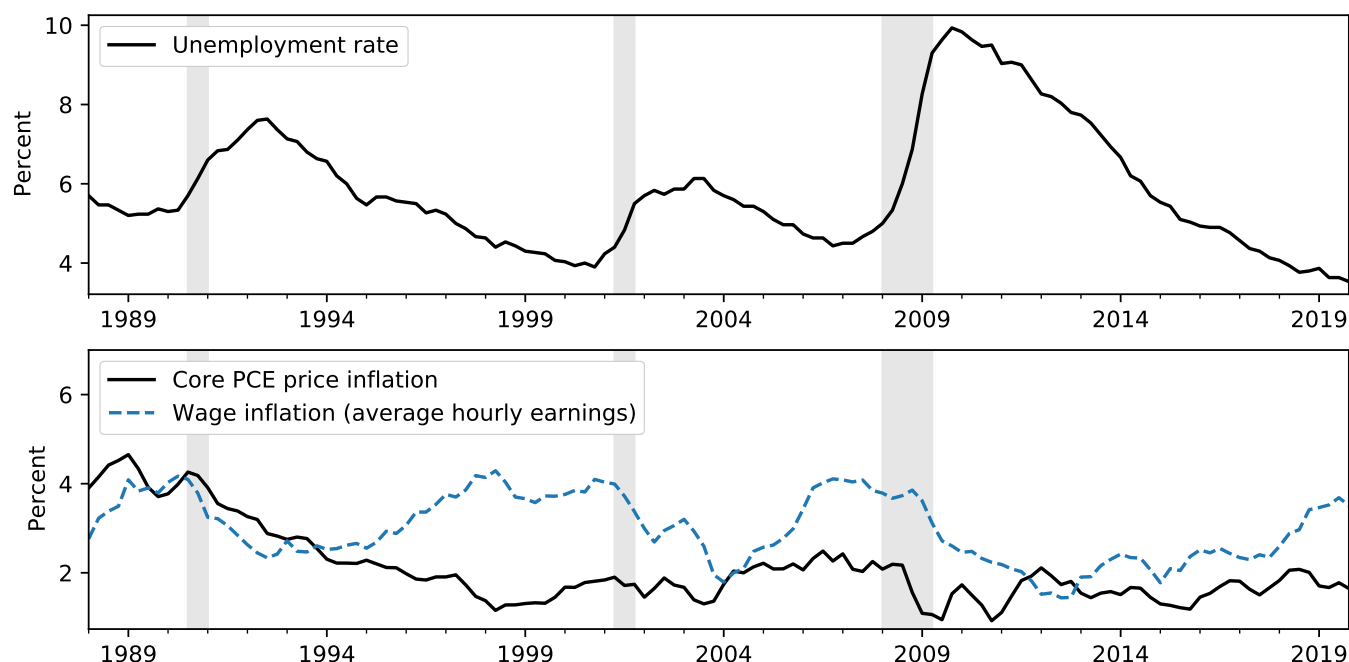 10
8
6
4
Percent
Unemployment rate
1989 1994 1999 2004 2009 2014 2019
6
4
2
Percent
Core PCE price inflation
Wage inflation (average hourly earnings)
1989 1994 1999 2004 2009 2014 2019